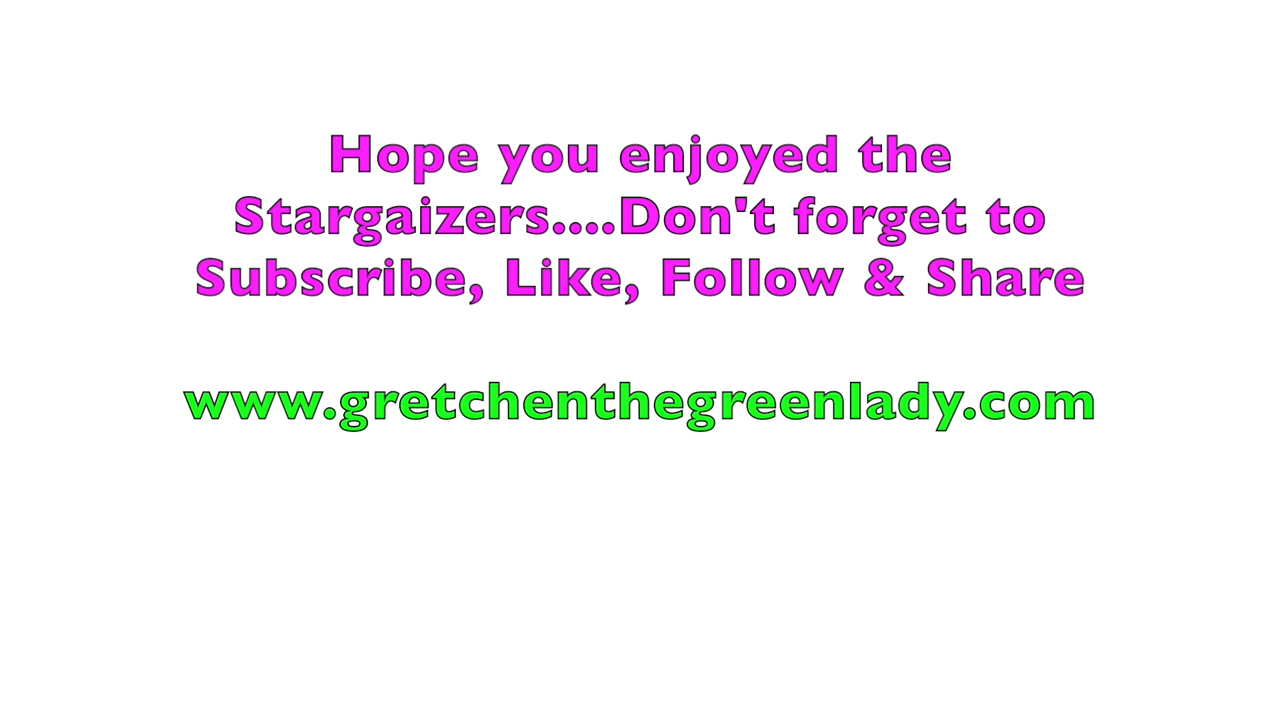 Hope you enjoyed the
Stargaizers....Don't forget to
Subscribe, Like, Follow & Share
www.gretchenthegreenlady.com